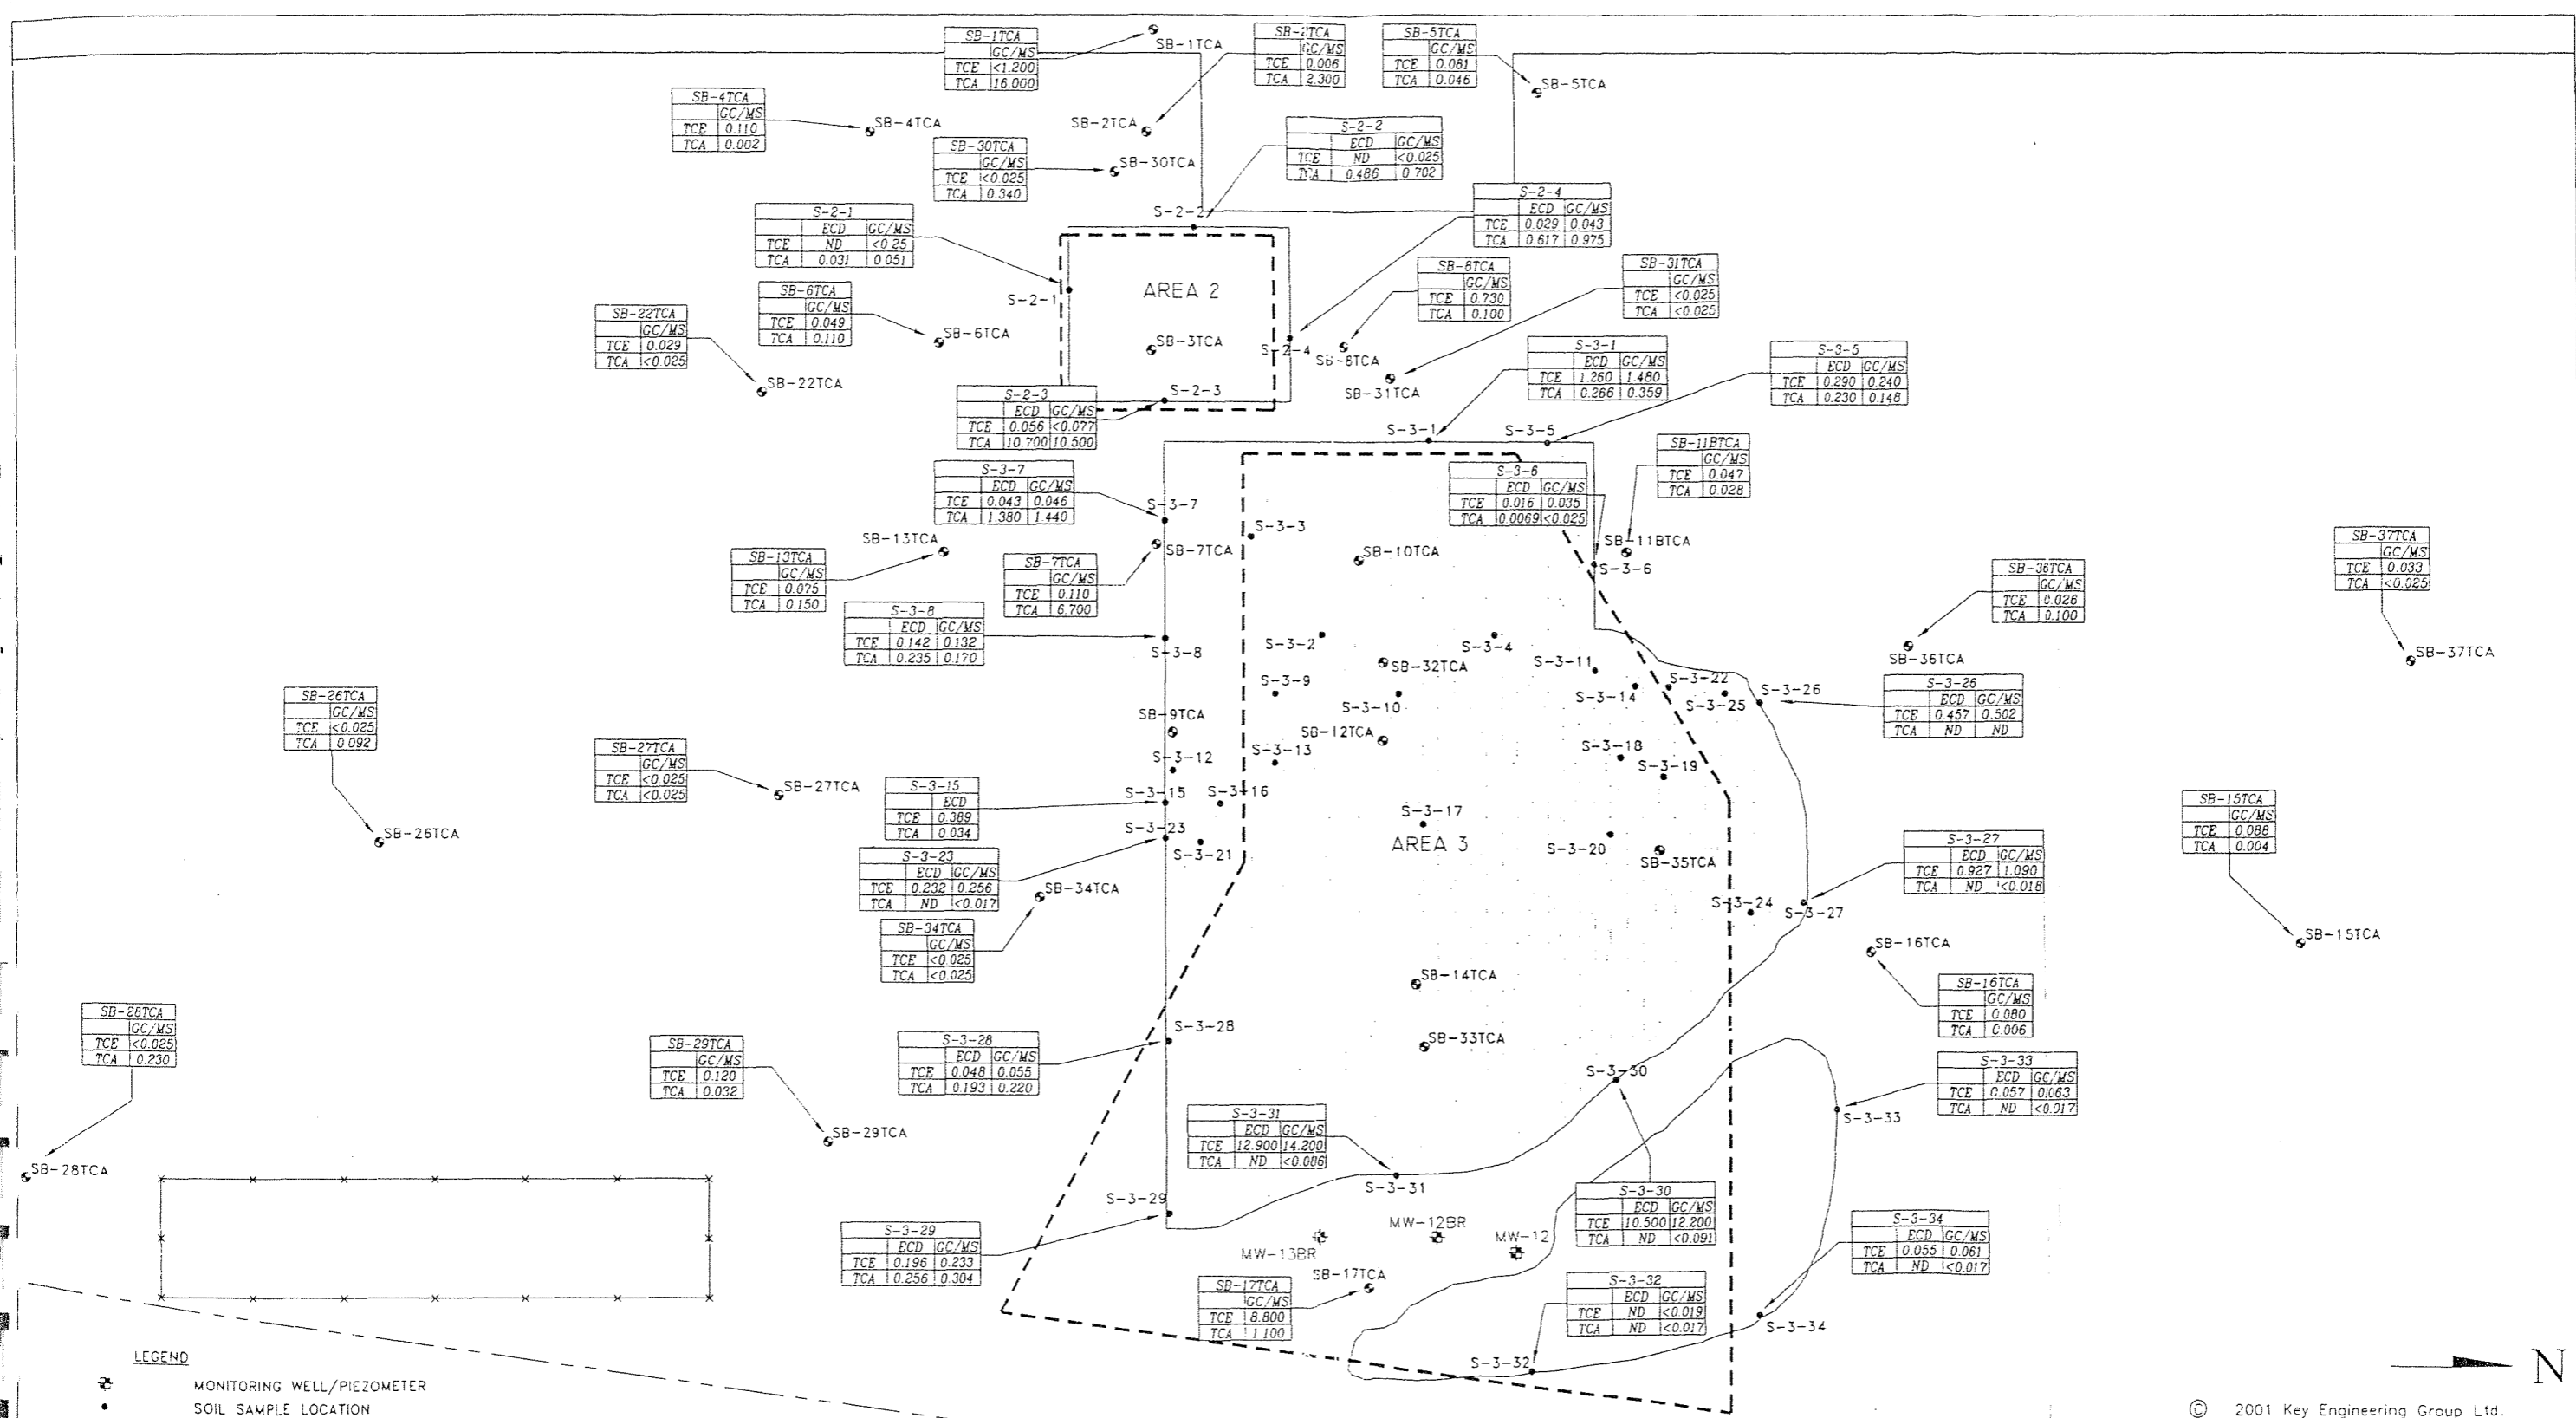 SB-1TCA
GC/MS
TCE <1.200
TCA 16.000
SB-1TCA
SB-2TCA
GC/MS
TCE 0.006
TCA 2.300
SB-5TCA
GC/MS
TCE 0.081
TCA 0.046
SB-5TCA
SB-4TCA
GC/MS
TCE 0.110
TCA 0.002
SB-4TCA
SB-2TCA
SB-30TCA
GC/MS
TCE <0.025
TCA 0.340
SB-30TCA
S-2-2
ECD GC/MS
TCE ND <0.025
TCA 0.486 0.702
S-2-4
ECD GC/MS
TCE 0.029 0.043
TCA 0.617 0.975
S-2-1
ECD GC/MS
TCE ND <0.25
TCA 0.031 0.051
S-2-2
S-2-1
AREA 2
SB-3TCA
S-2-4
SB-8TCA
GC/MS
TCE 0.730
TCA 0.100
SB-8TCA
SB-31TCA
GC/MS
TCE <0.025
TCA <0.025
SB-31TCA
SB-22TCA
GC/MS
TCE 0.029
TCA <0.025
SB-22TCA
SB-6TCA
GC/MS
TCE 0.049
TCA 0.110
SB-6TCA
S-3-1
ECD GC/MS
TCE 1.260 1.480
TCA 0.266 0.359
S-3-5
ECD GC/MS
TCE 0.290 0.240
TCA 0.230 0.148
S-2-3
ECD GC/MS
TCE 0.056 <0.077
TCA 10.700 10.500
S-2-3
S-3-1
S-3-5
S-3-7
ECD GC/MS
TCE 0.043 0.046
TCA 1.380 1.440
S-3-7
S-3-6
ECD GC/MS
TCE 0.016 0.035
TCA 0.0069 <0.025
SB-11BTCA
GC/MS
TCE 0.047
TCA 0.028
SB-11BTCA
S-3-6
S-3-3
SB-10TCA
SB-13TCA
SB-13TCA
GC/MS
TCE 0.075
TCA 0.150
SB-7TCA
SB-7TCA
GC/MS
TCE 0.110
TCA 6.700
SB-37TCA
GC/MS
TCE 0.033
TCA <0.025
SB-37TCA
SB-36TCA
GC/MS
TCE 0.026
TCA 0.100
SB-36TCA
S-3-8
ECD GC/MS
TCE 0.142 0.132
TCA 0.235 0.170
S-3-8
S-3-2
S-3-4
SB-32TCA
S-3-11
S-3-9
S-3-10
S-3-14
S-3-22
S-3-25
S-3-26
S-3-26
ECD GC/MS
TCE 0.457 0.502
TCA ND ND
SB-26TCA
GC/MS
TCE <0.025
TCA 0.092
SB-26TCA
SB-27TCA
GC/MS
TCE <0.025
TCA <0.025
SB-27TCA
SB-9TCA
SB-12TCA
S-3-12
S-3-13
S-3-18
S-3-19
S-3-15
ECD
TCE 0.389
TCA 0.034
S-3-15
S-3-16
S-3-23
S-3-21
S-3-17
AREA 3
S-3-20
SB-35TCA
SB-15TCA
GC/MS
TCE 0.088
TCA 0.004
SB-15TCA
S-3-23
ECD GC/MS
TCE 0.232 0.256
TCA ND <0.017
SB-34TCA
S-3-27
ECD GC/MS
TCE 0.927 1.090
TCA ND <0.018
S-3-24
S-3-27
SB-34TCA
GC/MS
TCE <0.025
TCA <0.025
SB-16TCA
SB-16TCA
GC/MS
TCE 0.080
TCA 0.006
SB-14TCA
SB-28TCA
GC/MS
TCE <0.025
TCA 0.230
SB-28TCA
SB-29TCA
GC/MS
TCE 0.120
TCA 0.032
SB-29TCA
S-3-28
ECD GC/MS
TCE 0.048 0.055
TCA 0.193 0.220
S-3-28
SB-33TCA
S-3-30
S-3-33
ECD GC/MS
TCE 0.057 0.063
TCA ND <0.017
S-3-33
S-3-31
ECD GC/MS
TCE 12.900 14.200
TCA ND <0.086
S-3-31
S-3-29
S-3-29
ECD GC/MS
TCE 0.196 0.233
TCA 0.256 0.304
S-3-30
ECD GC/MS
TCE 10.500 12.200
TCA ND <0.091
MW-13BR
MW-12BR
MW-12
S-3-34
ECD GC/MS
TCE 0.055 0.061
TCA ND <0.017
S-3-34
SB-17TCA
GC/MS
TCE 8.800
TCA 1.100
SB-17TCA
S-3-32
ECD GC/MS
TCE ND <0.019
TCA ND <0.017
S-3-32
LEGEND
MONITORING WELL/PIEZOMETER
SOIL SAMPLE LOCATION
N
© 2001 Key Engineering Group Ltd.